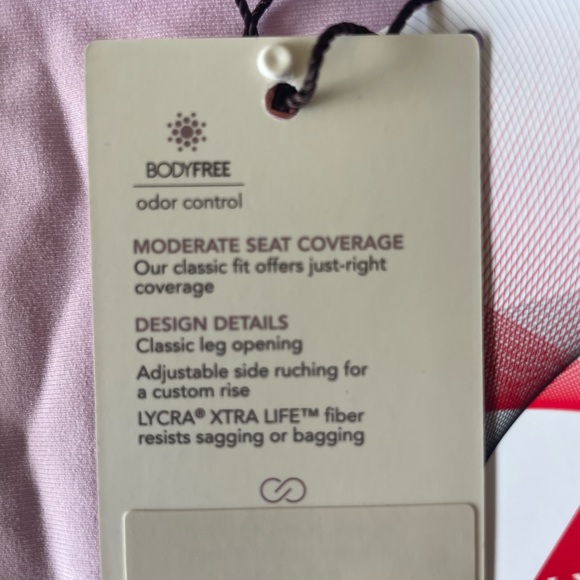 BODYFREE
odor control
MODERATE SEAT COVERAGE
Our classic fit offers just-right
coverage
DESIGN DETAILS
Classic leg opening
Adjustable side ruching for
a custom rise
LYCRA® XTRA LIFE™ fiber
resists sagging or bagging